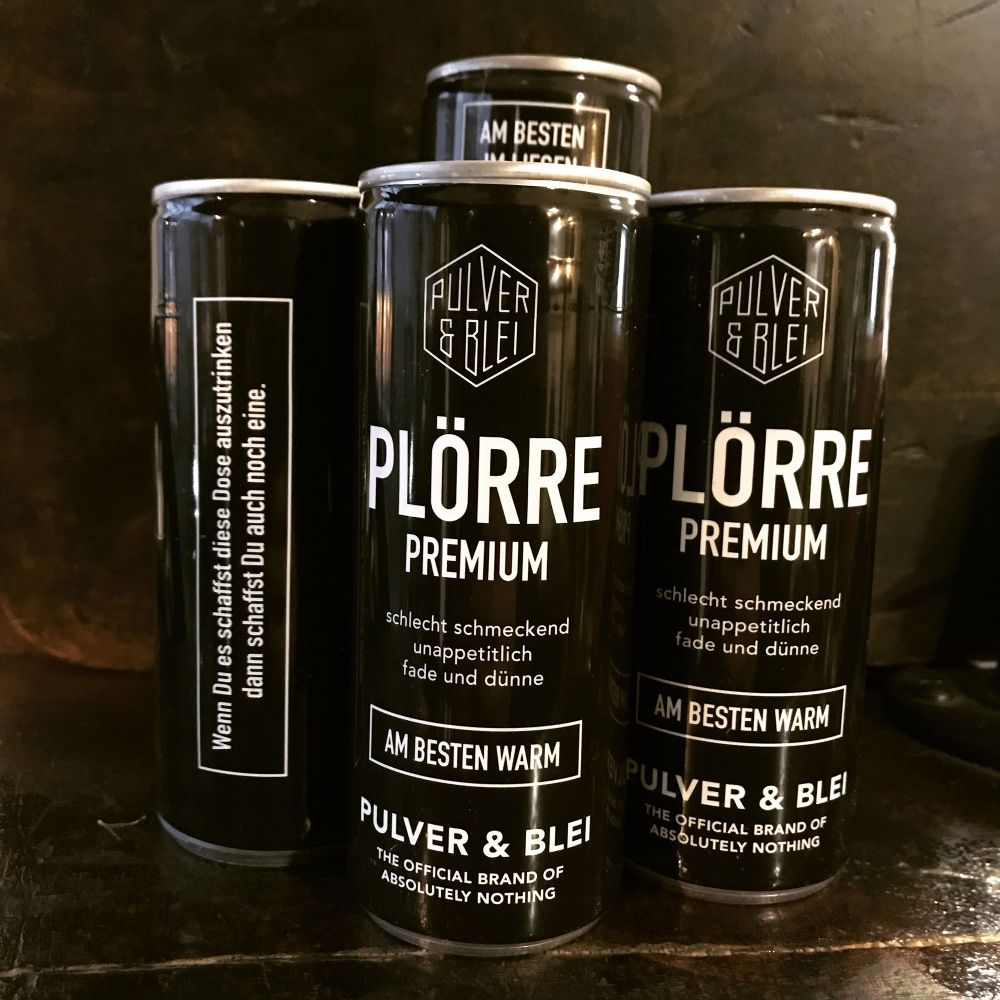 AM BESTEN
IM LIEGEN
Wenn Du es schaffst diese Dose auszutrinken
dann schaffst Du auch noch eine.
PULVER
& BLEI
PLÖRRE
PREMIUM
schlecht schmeckend
unappetitlich
fade und dünne
AM BESTEN WARM
PULVER & BLEI
THE OFFICIAL BRAND OF
ABSOLUTELY NOTHING
PULVER
& BLEI
PLÖRRE
PREMIUM
schlecht schmeckend
unappetitlich
fade und dünne
AM BESTEN WARM
PULVER & BLEI
THE OFFICIAL BRAND OF
ABSOLUTELY NOTHING